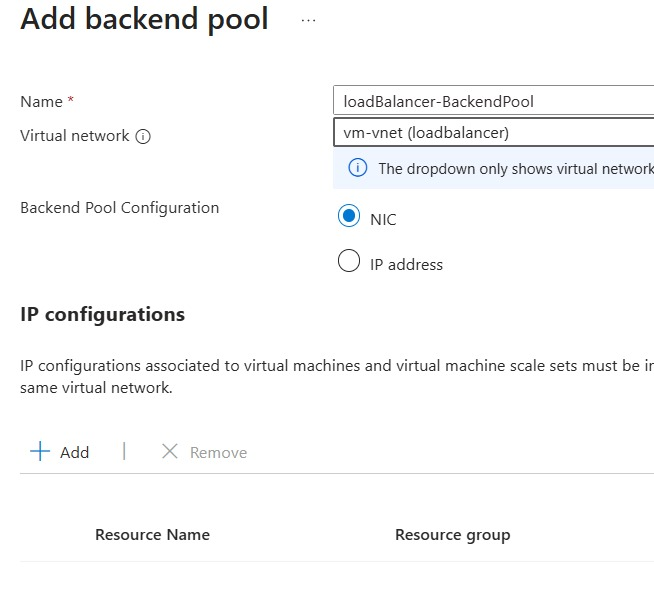 Add backend pool ...
Name *
loadBalancer-BackendPool
Virtual network
vm-vnet (loadbalancer)
The dropdown only shows virtual network
Backend Pool Configuration
NIC
IP address
IP configurations
IP configurations associated to virtual machines and virtual machine scale sets must be in
same virtual network.
Add | Remove
Resource Name Resource group